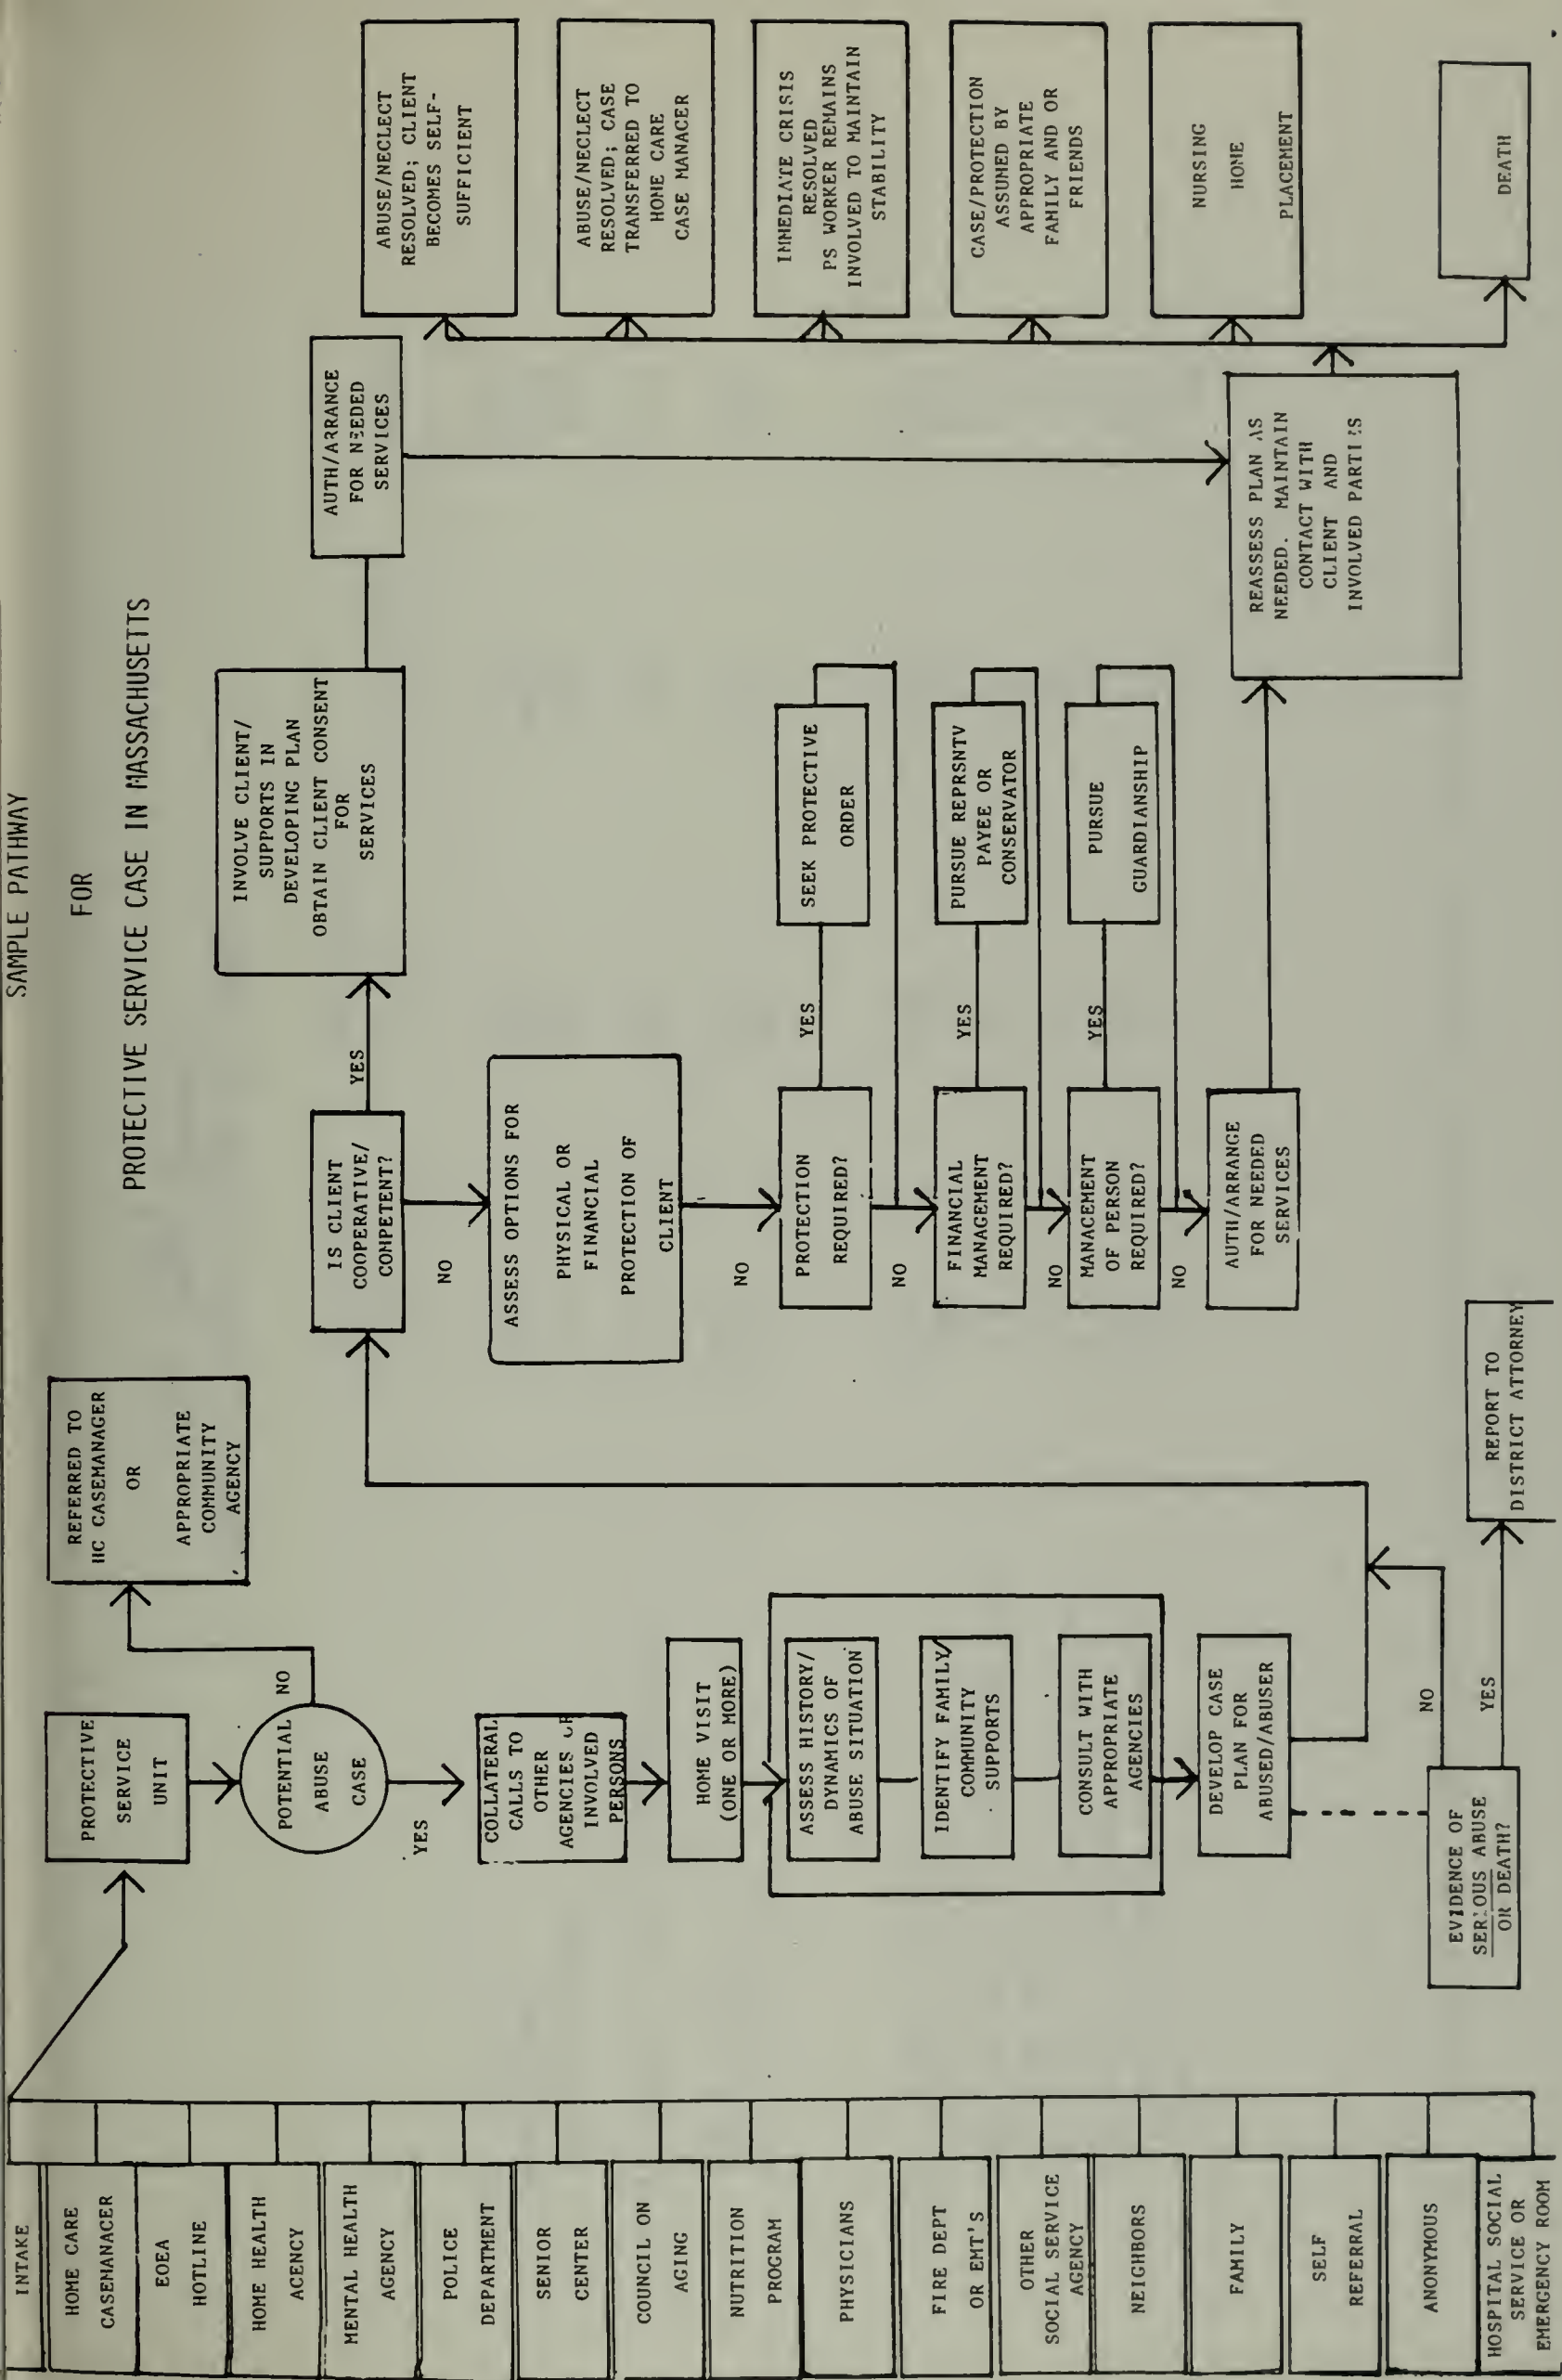 SAMPLE PATHWAY
FOR
PROTECTIVE SERVICE CASE IN MASSACHUSETTS
INTAKE
HOME CARE
CASEMANACER
EOEA
HOTLINE
HOME HEALTH
ACENCY
MENTAL HEALTH
AGENCY
POLICE
DEPARTMENT
SENIOR
CENTER
COUNCIL ON
AGING
NUTRITION
PROGRAM
PHYSICIANS
FIRE DEPT
OR EMT'S
OTHER
SOCIAL SERVICE
AGENCY
NEIGHBORS
FAMILY
SELF
REFERRAL
ANONYMOUS
HOSPITAL SOCIAL
SERVICE OR
EMERGENCY ROOM
PROTECTIVE
SERVICE
UNIT
POTENTIAL
ABUSE
CASE
NO
REFERRED TO
HC CASEMANAGER
OR
APPROPRIATE
COMMUNITY
AGENCY
YES
COLLATERAL
CALLS TO
OTHER
AGENCIES OR
INVOLVED
PERSONS
HOME VISIT
(ONE OR MORE)
ASSESS HISTORY/
DYNAMICS OF
ABUSE SITUATION
IDENTIFY FAMILY/
COMMUNITY
SUPPORTS
CONSULT WITH
APPROPRIATE
AGENCIES
DEVELOP CASE
PLAN FOR
ABUSED/ABUSER
EVIDENCE OF
SERIOUS ABUSE
OR DEATH?
NO
YES
REPORT TO
DISTRICT ATTORNEY
IS CLIENT
COOPERATIVE/
COMPETENT?
YES
INVOLVE CLIENT/
SUPPORTS IN
DEVELOPING PLAN
OBTAIN CLIENT CONSENT
FOR
SERVICES
AUTH/ARRANGE
FOR NEEDED
SERVICES
NO
ASSESS OPTIONS FOR
PHYSICAL OR
FINANCIAL
PROTECTION OF
CLIENT
NO
PROTECTION
REQUIRED?
YES
SEEK PROTECTIVE
ORDER
NO
FINANCIAL
MANAGEMENT
REQUIRED?
YES
PURSUE REPRSNTV
PAYEE OR
CONSERVATOR
NO
MANAGEMENT
OF PERSON
REQUIRED?
YES
PURSUE
GUARDIANSHIP
NO
AUTH/ARRANGE
FOR NEEDED
SERVICES
REASSESS PLAN AS
NEEDED. MAINTAIN
CONTACT WITH
CLIENT AND
INVOLVED PARTIES
ABUSE/NECLECT
RESOLVED; CLIENT
BECOMES SELF-
SUFFICIENT
ABUSE/NECLECT
RESOLVED; CASE
TRANSFERRED TO
HOME CARE
CASE MANACER
IMMEDIATE CRISIS
RESOLVED
PS WORKER REMAINS
INVOLVED TO MAINTAIN
STABILITY
CASE/PROTECTION
ASSUMED BY
APPROPRIATE
FAMILY AND OR
FRIENDS
NURSING
HOME
PLACEMENT
DEATH